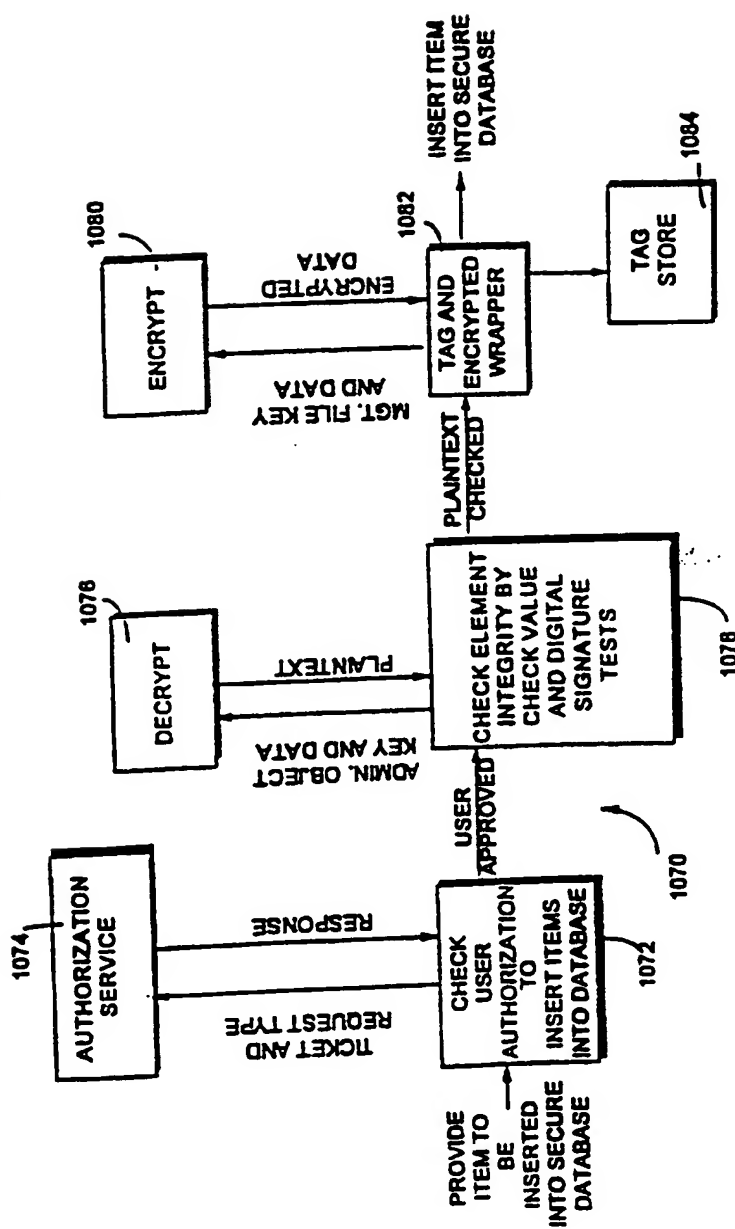 1074
AUTHORIZATION
SERVICE
TICKET AND
REQUEST TYPE
RESPONSE
PROVIDE
ITEM TO
BE
INSERTED
INTO SECURE
DATABASE
CHECK
USER
AUTHORIZATION
TO
INSERT ITEMS
INTO DATABASE
1072
1070
USER
APPROVED
1076
DECRYPT
ADMIN. OBJECT
KEY AND DATA
PLAINTEXT
CHECK ELEMENT
INTEGRITY BY
CHECK VALUE
AND DIGITAL
SIGNATURE
TESTS
1078
PLAINTEXT
CHECKED
1080
ENCRYPT
MGT. FILE KEY
AND DATA
ENCRYPTED
DATA
1082
TAG AND
ENCRYPTED
WRAPPER
INSERT ITEM
INTO SECURE
DATABASE
TAG
STORE
1084